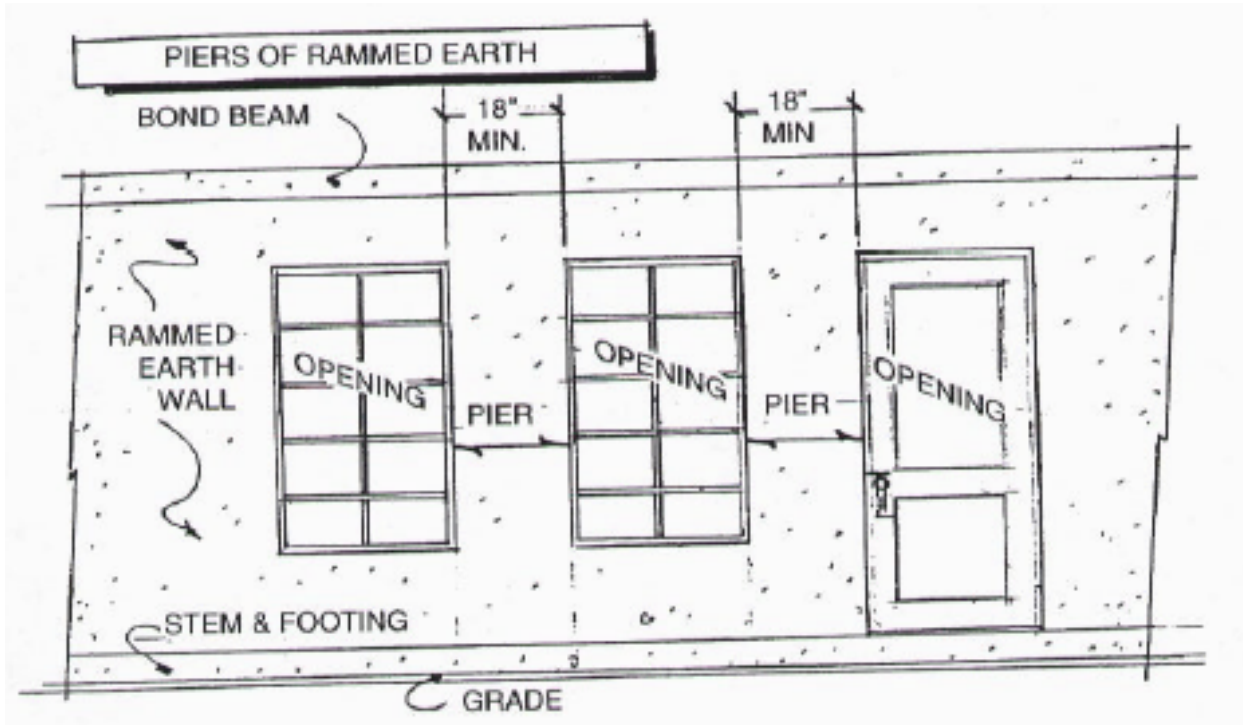 PIERS OF RAMMED EARTH
BOND BEAM
18"
MIN.
18"
MIN
RAMMED
EARTH
WALL
OPENING
PIER
OPENING
PIER
OPENING
STEM & FOOTING
GRADE